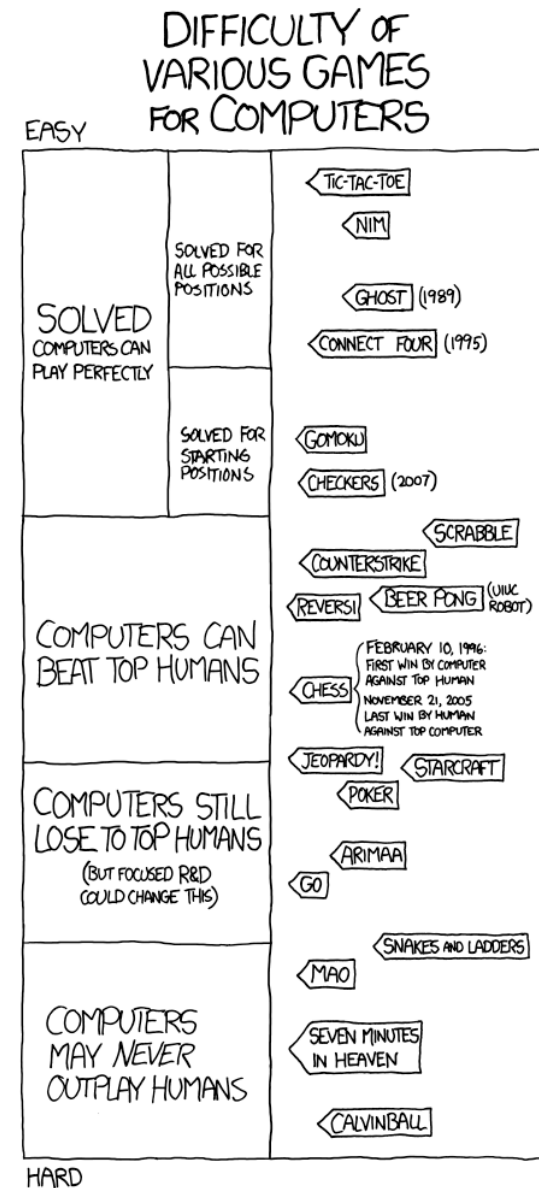 DIFFICULTY OF
VARIOUS GAMES
FOR COMPUTERS
EASY
SOLVED
COMPUTERS CAN
PLAY PERFECTLY
SOLVED FOR
ALL POSSIBLE
POSITIONS
TIC-TAC-TOE
NIM
GHOST (1989)
CONNECT FOUR (1995)
SOLVED FOR
STARTING
POSITIONS
GOMOKU
CHECKERS (2007)
COMPUTERS CAN
BEAT TOP HUMANS
SCRABBLE
COUNTERSTRIKE
REVERSI
BEER PONG (UIUC
ROBOT)
CHESS
FEBRUARY 10, 1996:
FIRST WIN BY COMPUTER
AGAINST TOP HUMAN
NOVEMBER 21, 2005
LAST WIN BY HUMAN
AGAINST TOP COMPUTER
COMPUTERS STILL
LOSE TO TOP HUMANS
(BUT FOCUSED R&D
COULD CHANGE THIS)
JEOPARDY!
STARCRAFT
POKER
ARIMAA
GO
COMPUTERS
MAY NEVER
OUTPLAY HUMANS
SNAKES AND LADDERS
MAO
SEVEN MINUTES
IN HEAVEN
CALVINBALL
HARD